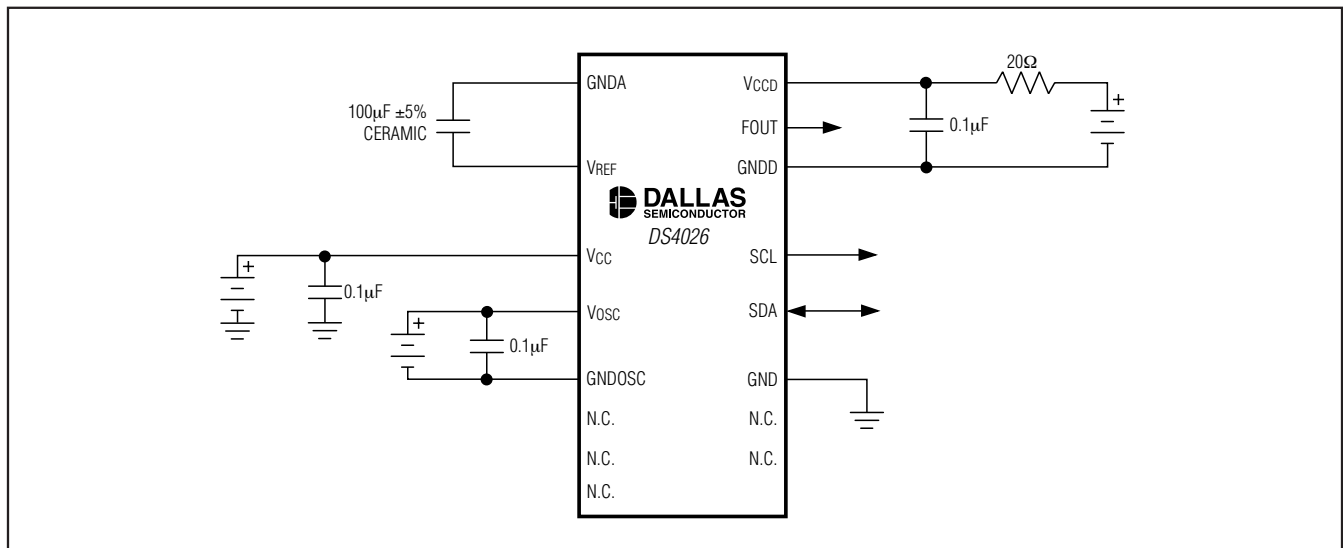 GNDA
100μF ±5%
CERAMIC
VREF
VCC
+
0.1μF
VOSC
+
0.1μF
GNDOSC
N.C.
N.C.
N.C.
DALLAS
SEMICONDUCTOR
DS4026
VCCD
20Ω
+
FOUT
0.1μF
GNDD
SCL
SDA
GND
N.C.
N.C.